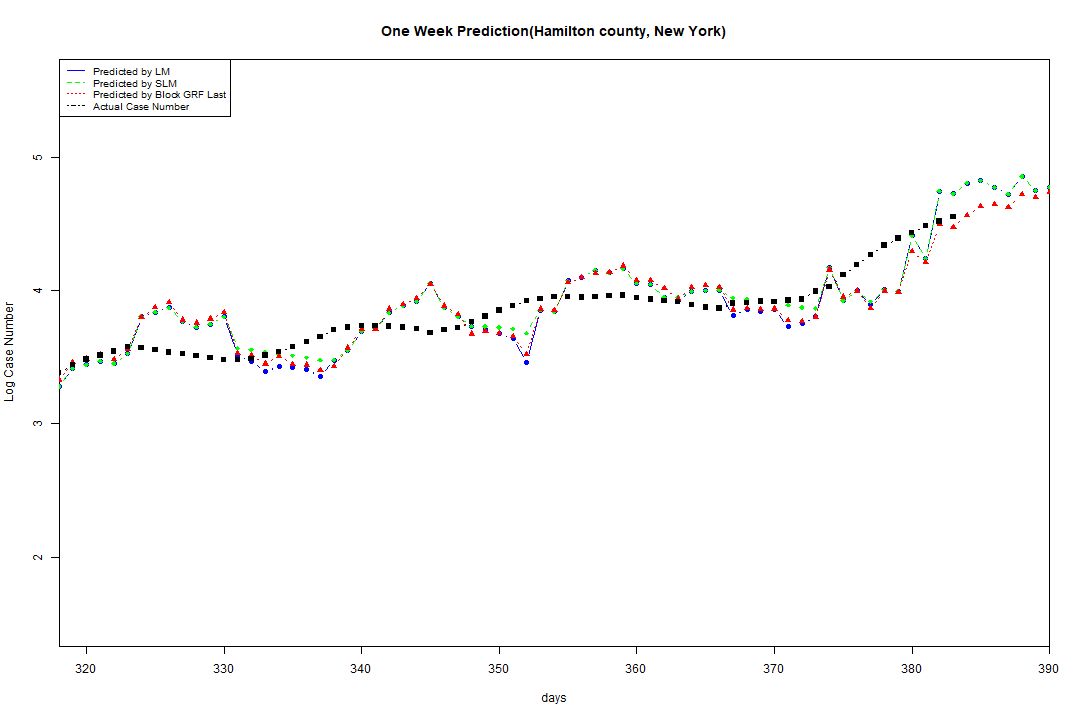 One Week Prediction(Hamilton county, New York)
Predicted by LM
Predicted by SLM
Predicted by Block GRF Last
Actual Case Number
5
4
3
2
Log Case Number
320 330 340 350 360 370 380 390
days